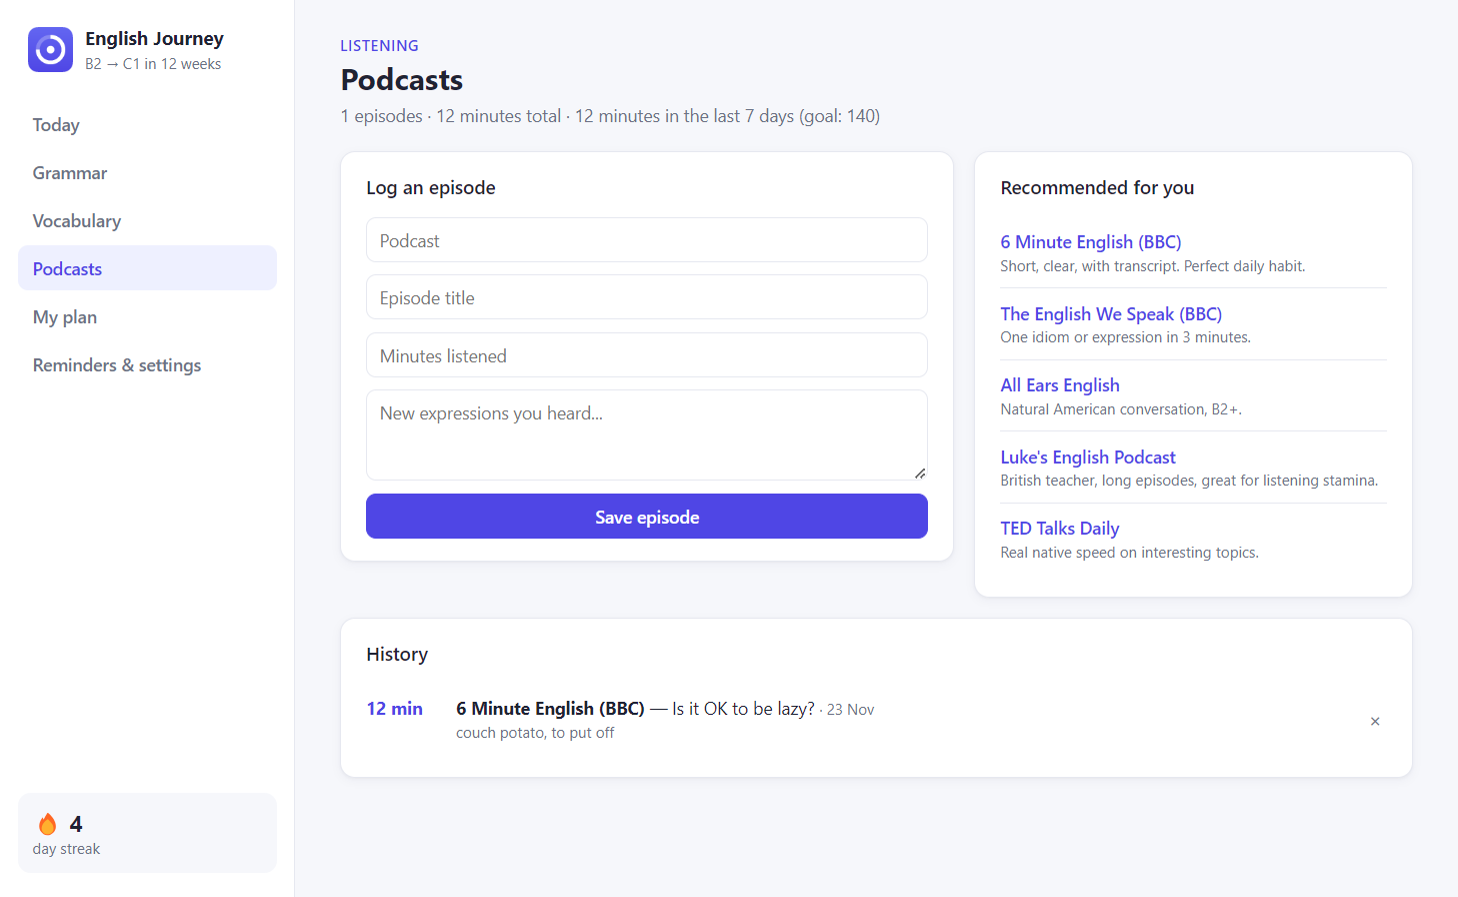 English Journey
B2 → C1 in 12 weeks
Today
Grammar
Vocabulary
Podcasts
My plan
Reminders & settings
4
day streak
LISTENING
Podcasts
1 episodes · 12 minutes total · 12 minutes in the last 7 days (goal: 140)
Log an episode
Podcast
Episode title
Minutes listened
New expressions you heard...
Save episode
Recommended for you
6 Minute English (BBC)
Short, clear, with transcript. Perfect daily habit.
The English We Speak (BBC)
One idiom or expression in 3 minutes.
All Ears English
Natural American conversation, B2+.
Luke's English Podcast
British teacher, long episodes, great for listening stamina.
TED Talks Daily
Real native speed on interesting topics.
History
12 min
6 Minute English (BBC) — Is it OK to be lazy? · 23 Nov
couch potato, to put off
×